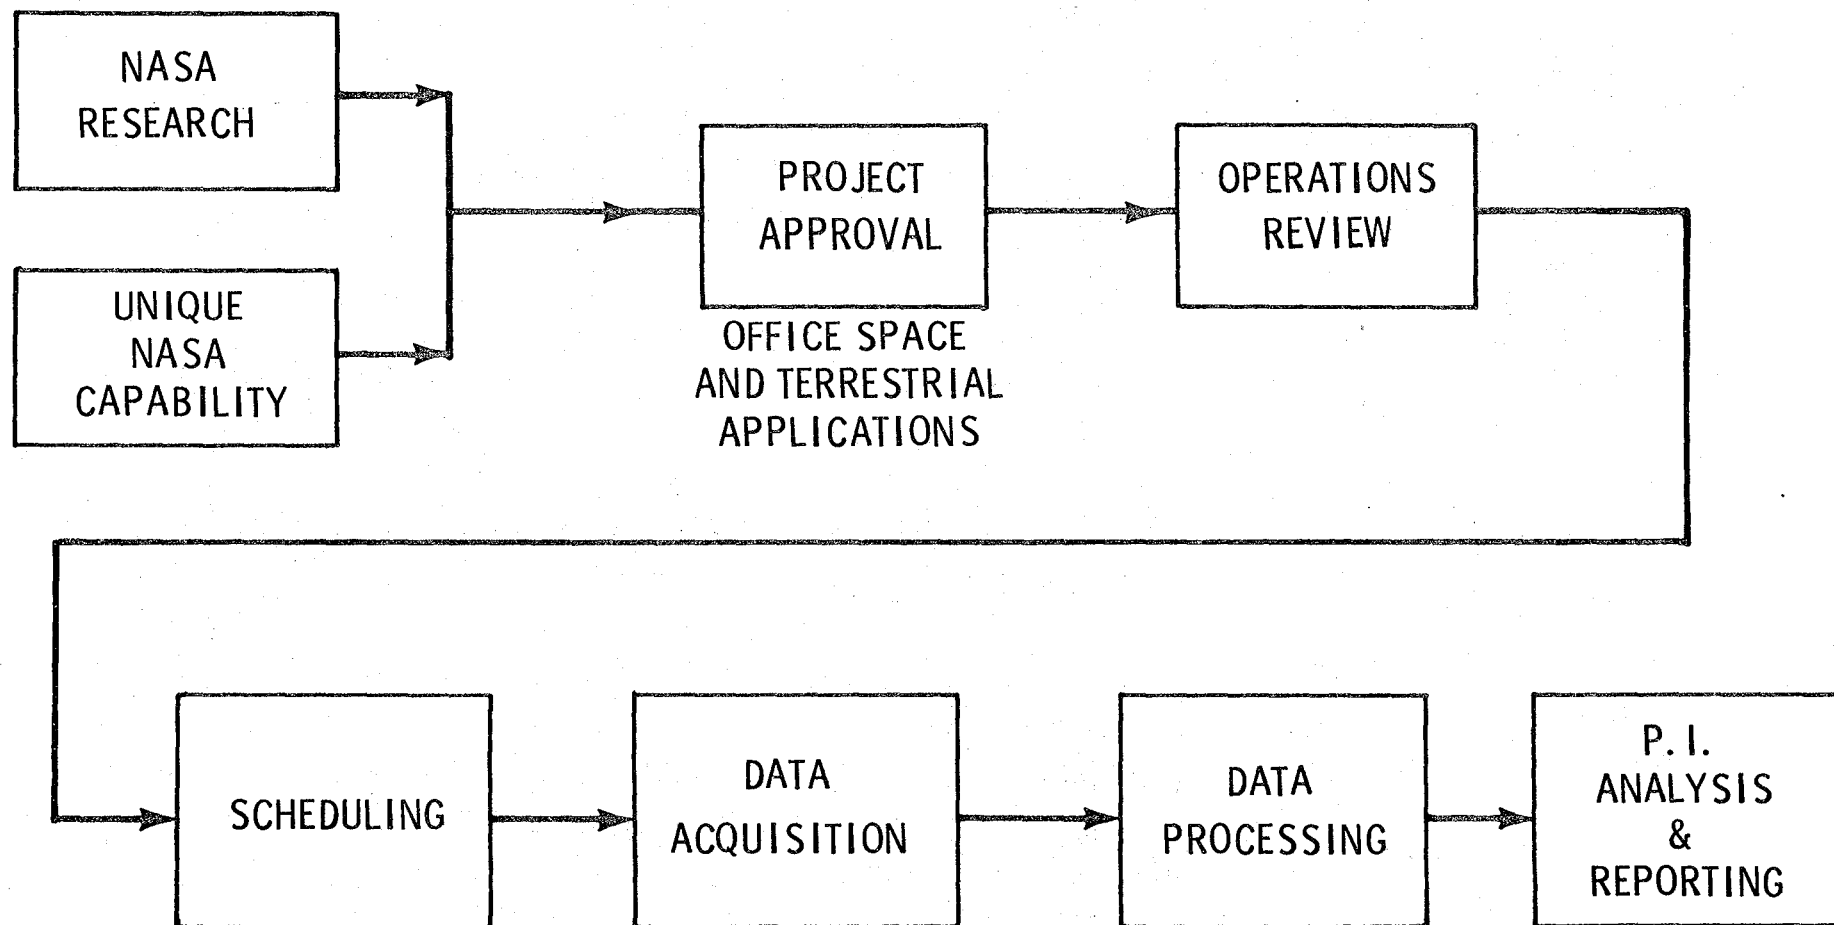 NASA
RESEARCH
UNIQUE
NASA
CAPABILITY
PROJECT
APPROVAL
OFFICE SPACE
AND TERRESTRIAL
APPLICATIONS
OPERATIONS
REVIEW
SCHEDULING
DATA
ACQUISITION
DATA
PROCESSING
P. I.
ANALYSIS
&
REPORTING